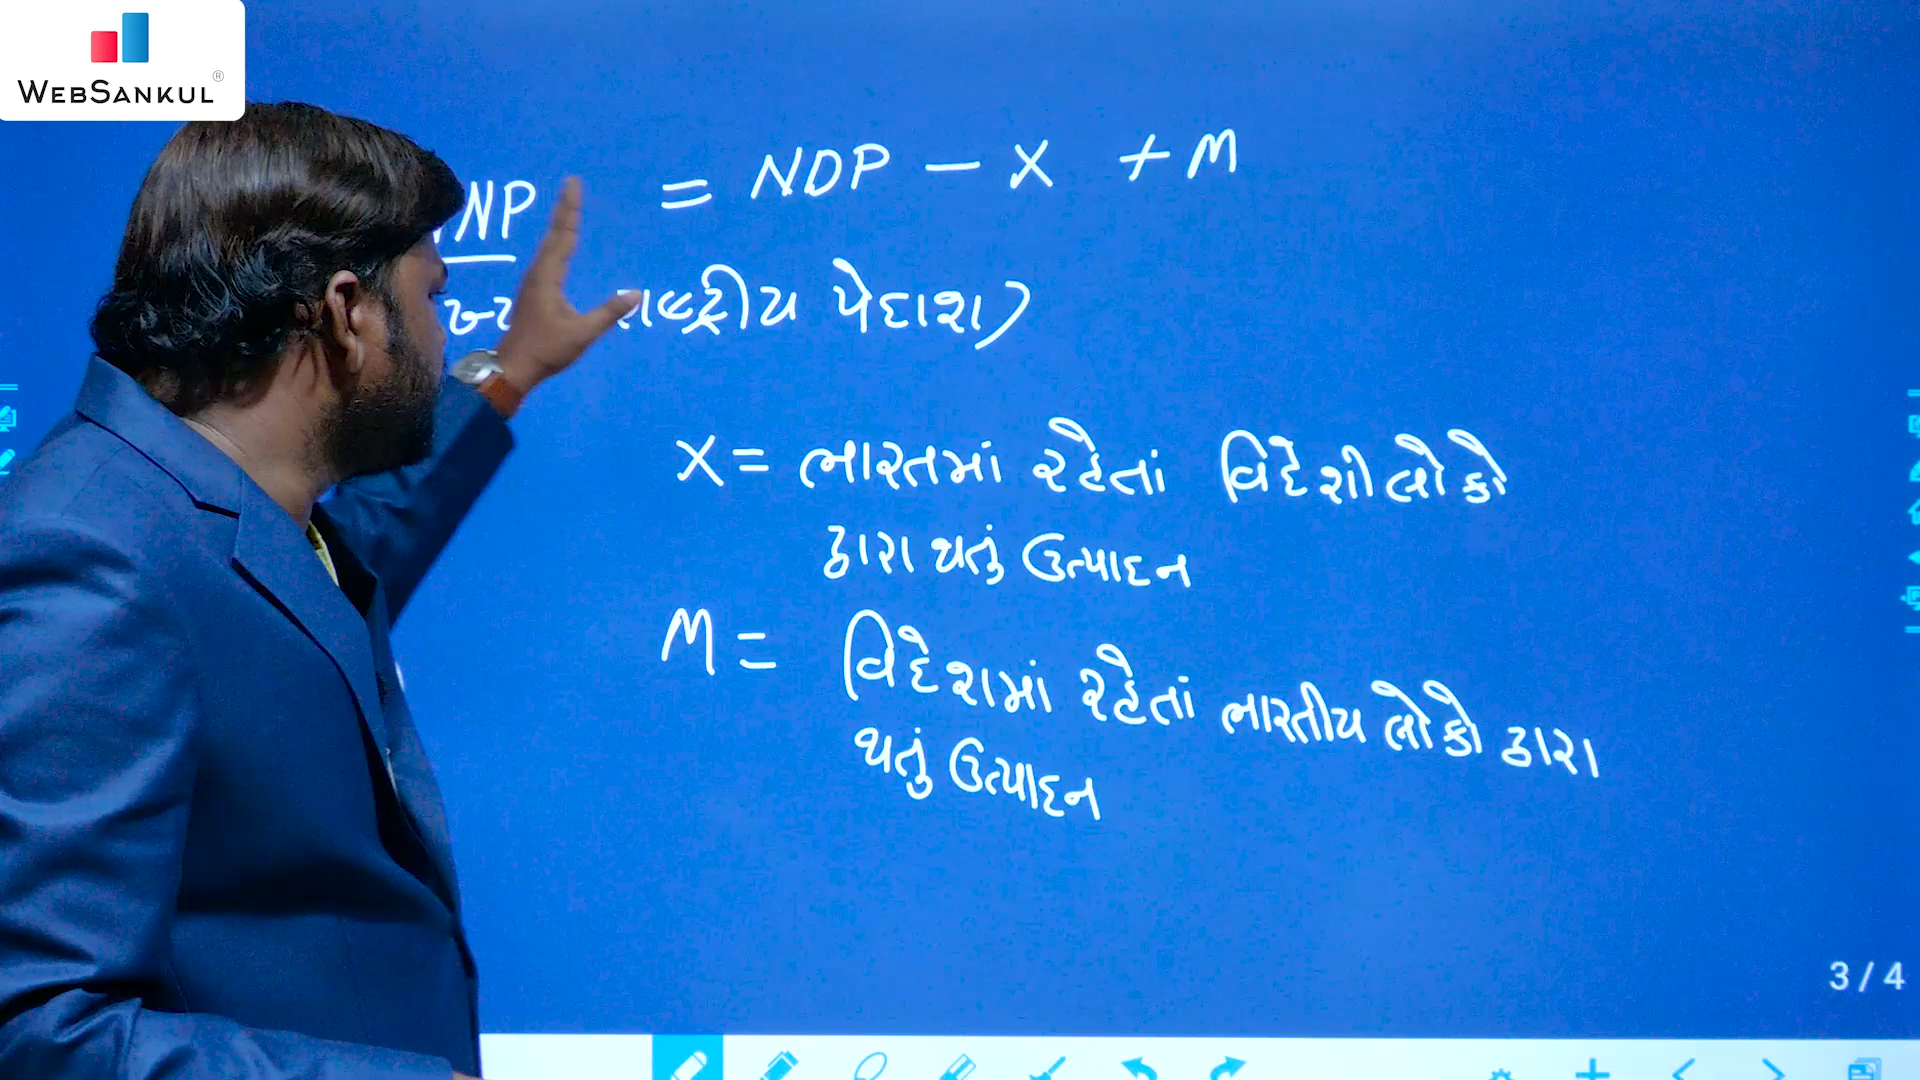 WEBSANKUL®
NP = NDP - X + M
રાષ્ટ્રીય પેદાશ)
X = ભારતમાં રહેતાં વિદેશી લોકો
દ્વારા થતું ઉત્પાદન
M = વિદેશમાં રહેતાં ભારતીય લોકો દ્વારા
થતું ઉત્પાદન
3 / 4